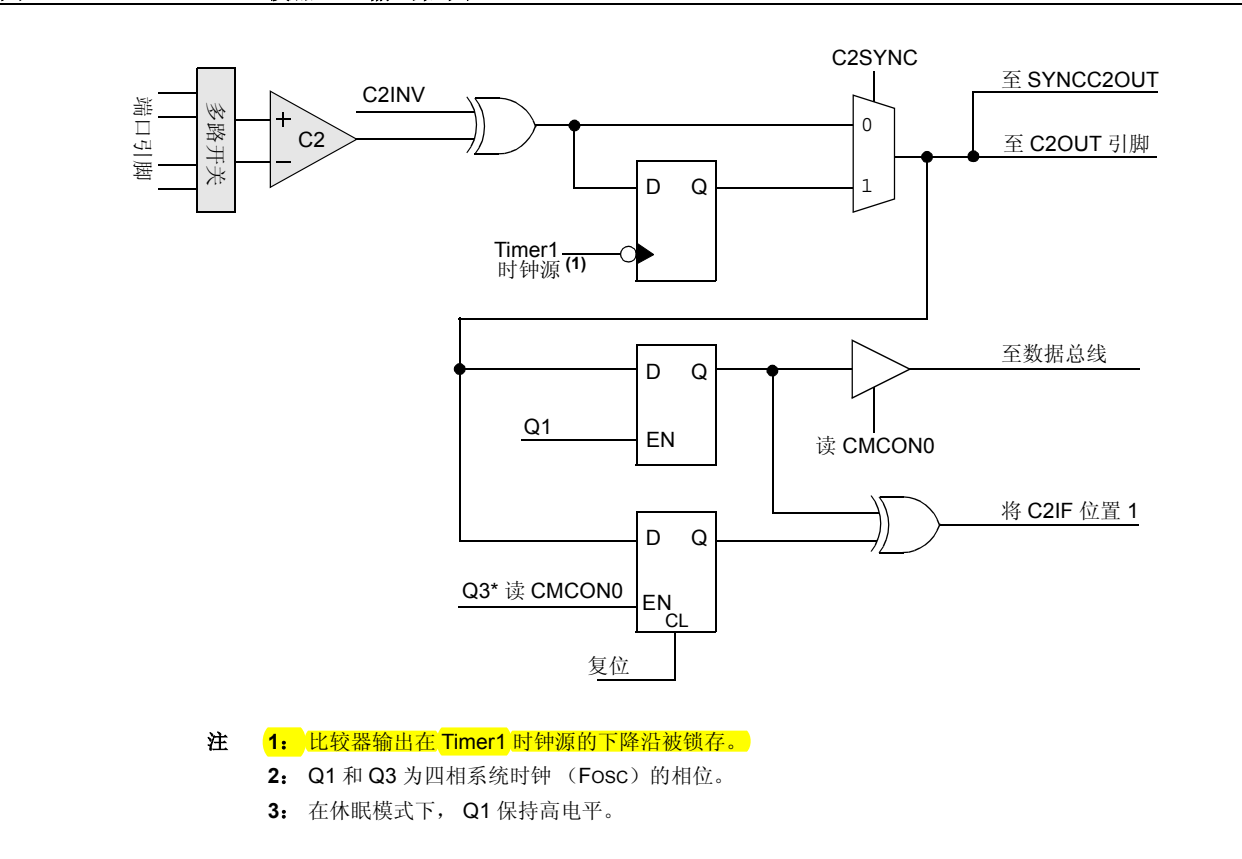 C2SYNC
至 SYNCC2OUT
端口引脚
多路开关
C2INV
+
C2
−
0
至 C2OUT 引脚
D Q
1
Timer1
时钟源 (1)
D Q
至数据总线
Q1
EN
读 CMCON0
将 C2IF 位置 1
D Q
Q3* 读 CMCON0
EN
CL
复位
注 1： 比较器输出在 Timer1 时钟源的下降沿被锁存。
2： Q1 和 Q3 为四相系统时钟 （FOSC）的相位。
3： 在休眠模式下， Q1 保持高电平。